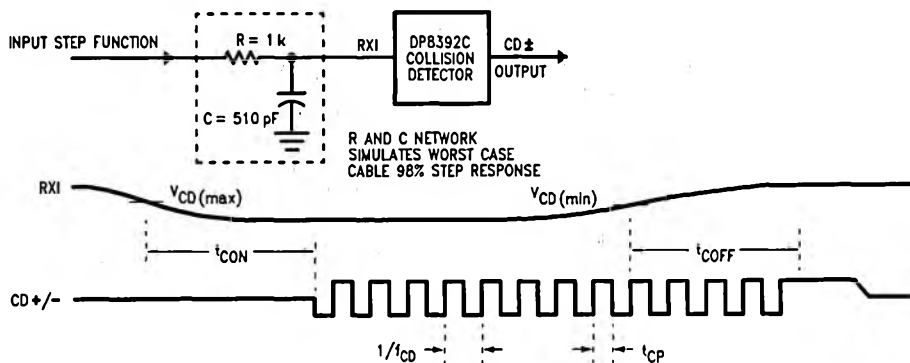 INPUT STEP FUNCTION
R = 1 k
C = 510 pF
RXI
DP8392C
COLLISION
DETECTOR
CD ±
OUTPUT
R AND C NETWORK
SIMULATES WORST CASE
CABLE 98% STEP RESPONSE
RXI
VCD(max)
VCD(min)
tCON
tCOFF
CD +/-
1/fCD
tCP